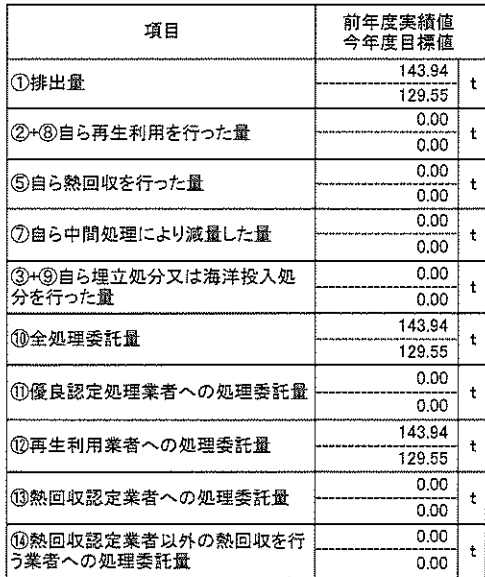 項目
前年度実績値
今年度目標値
①排出量
143.94
129.55
t
②+⑧自ら再生利用を行った量
0.00
0.00
t
⑤自ら熱回収を行った量
0.00
0.00
t
⑦自ら中間処理により減量した量
0.00
0.00
t
③+⑨自ら埋立処分又は海洋投入処
分を行った量
0.00
0.00
t
⑩全処理委託量
143.94
129.55
t
⑪優良認定処理業者への処理委託量
0.00
0.00
t
⑫再生利用業者への処理委託量
143.94
129.55
t
⑬熱回収認定業者への処理委託量
0.00
0.00
t
⑭熱回収認定業者以外の熱回収を行
う業者への処理委託量
0.00
0.00
t